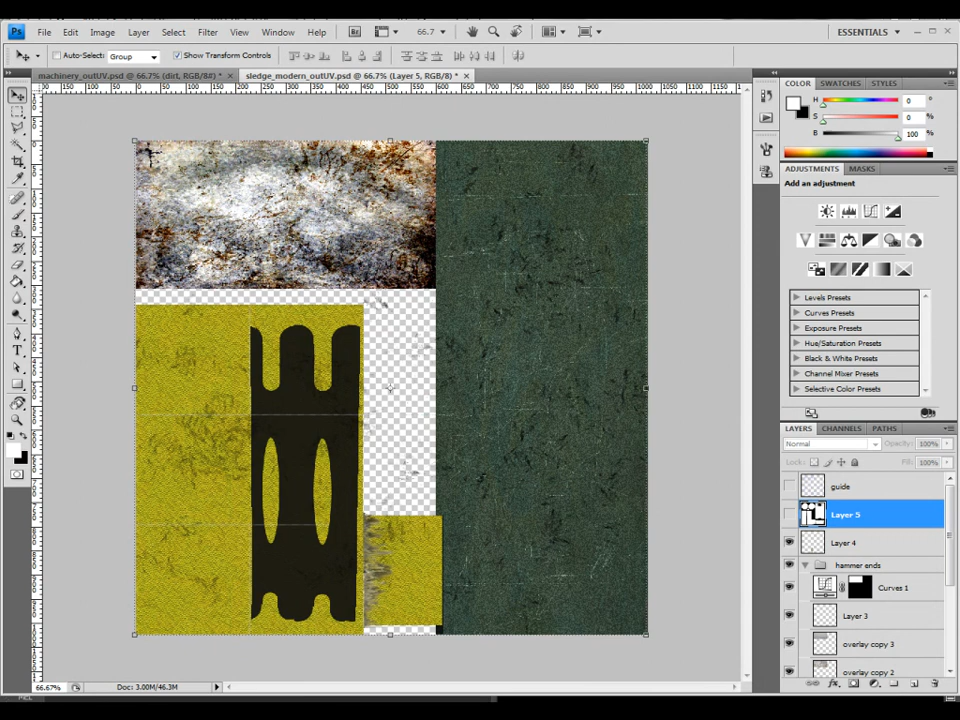 Ps File Edit Image Layer Select Filter View Window Help Br 66.7 ESSENTIALS
Auto-Select: Group Show Transform Controls
machinery_outUV.psd @ 66.7% (dirt, RGB/8#) * × sledge_modern_outUV.psd @ 66.7% (Layer 5, RGB/8) * ×
COLOR SWATCHES STYLES
H 0 °
S 0 %
B 100 %
ADJUSTMENTS MASKS
Add an adjustment
Levels Presets
Curves Presets
Exposure Presets
Hue/Saturation Presets
Black & White Presets
Channel Mixer Presets
Selective Color Presets
LAYERS CHANNELS PATHS
Normal Opacity: 100%
Lock: Fill: 100%
guide
Layer 5
Layer 4
hammer ends
Curves 1
Layer 3
overlay copy 3
overlay copy 2
66.67% Doc: 3.00M/46.3M